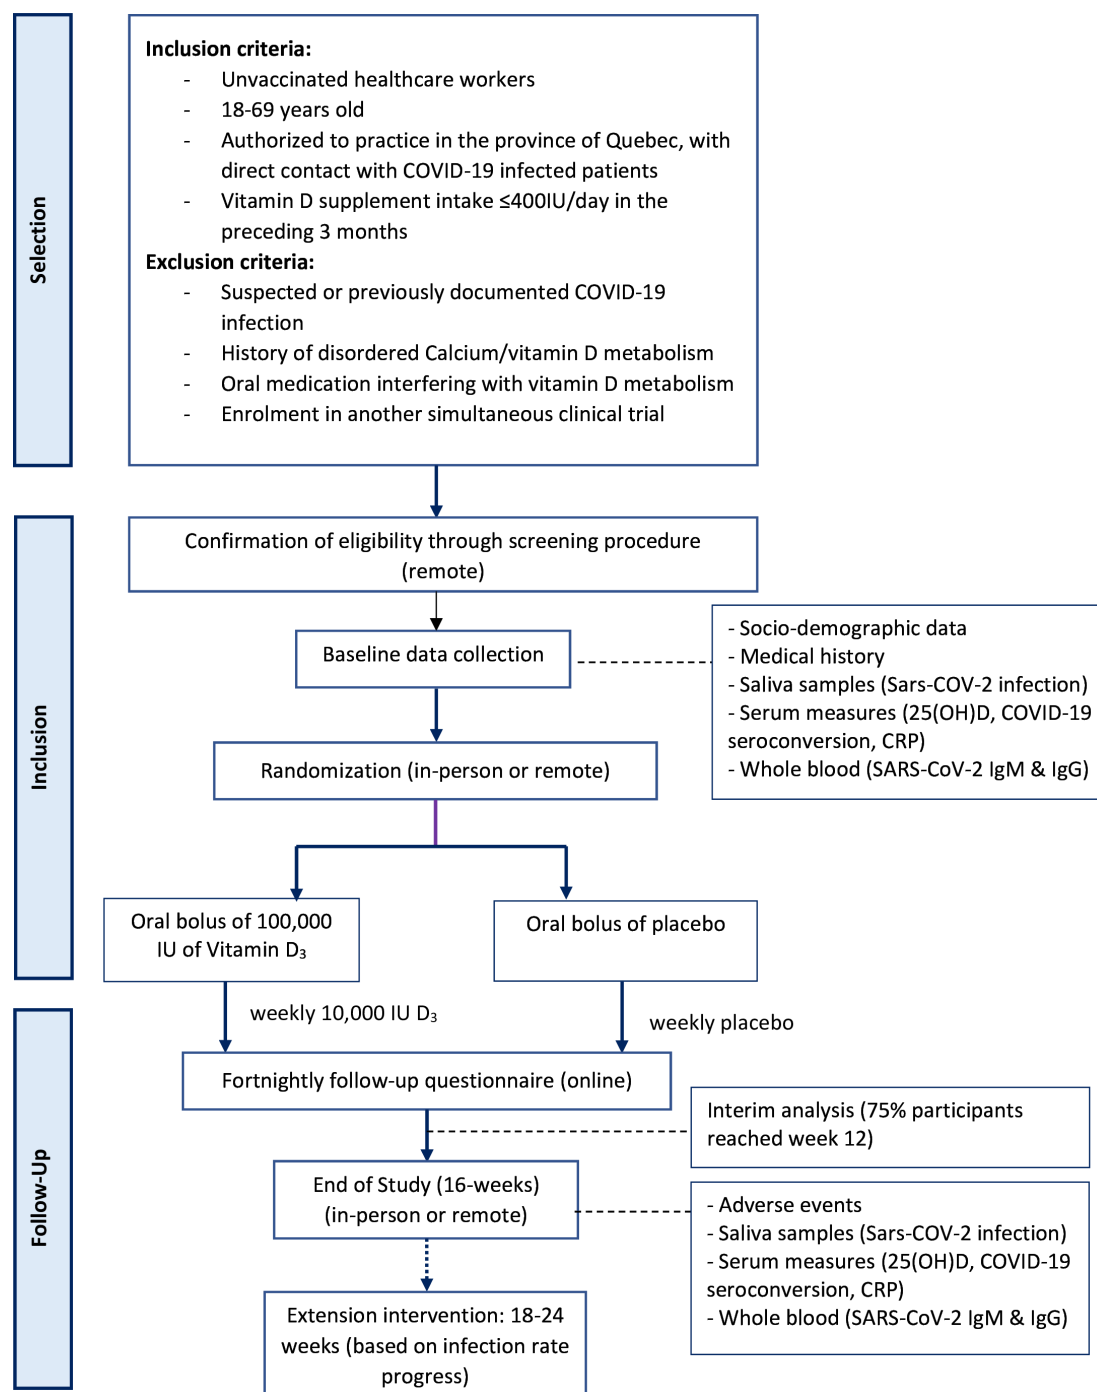 Selection
Inclusion criteria:
- Unvaccinated healthcare workers
- 18-69 years old
- Authorized to practice in the province of Quebec, with
direct contact with COVID-19 infected patients
- Vitamin D supplement intake ≤400IU/day in the
preceding 3 months
Exclusion criteria:
- Suspected or previously documented COVID-19
infection
- History of disordered Calcium/vitamin D metabolism
- Oral medication interfering with vitamin D metabolism
- Enrolment in another simultaneous clinical trial
Inclusion
Confirmation of eligibility through screening procedure
(remote)
Baseline data collection
- Socio-demographic data
- Medical history
- Saliva samples (Sars-COV-2 infection)
- Serum measures (25(OH)D, COVID-19
seroconversion, CRP)
- Whole blood (SARS-CoV-2 IgM & IgG)
Randomization (in-person or remote)
Oral bolus of 100,000
IU of Vitamin D₃
Oral bolus of placebo
weekly 10,000 IU D₃
weekly placebo
Follow-Up
Fortnightly follow-up questionnaire (online)
Interim analysis (75% participants
reached week 12)
End of Study (16-weeks)
(in-person or remote)
- Adverse events
- Saliva samples (Sars-COV-2 infection)
- Serum measures (25(OH)D, COVID-19
seroconversion, CRP)
- Whole blood (SARS-CoV-2 IgM & IgG)
Extension intervention: 18-24
weeks (based on infection rate
progress)